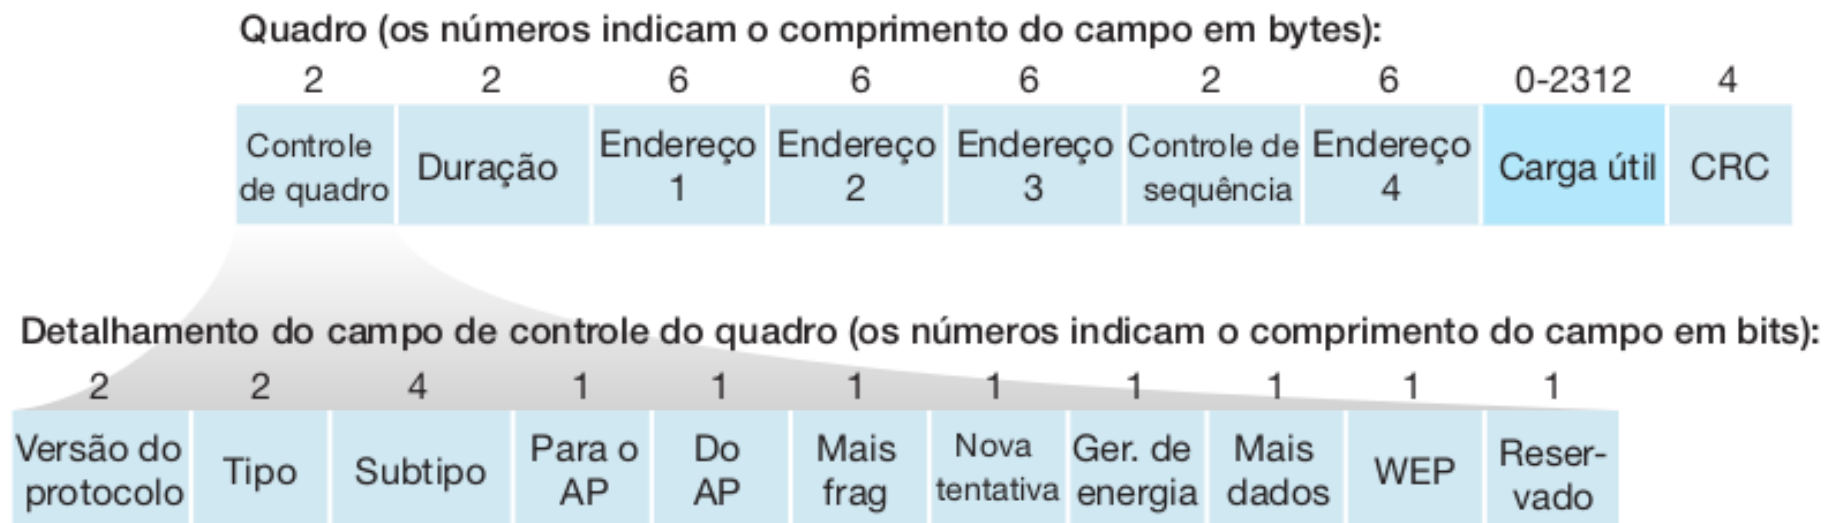 Quadro (os números indicam o comprimento do campo em bytes):
2 2 6 6 6 2 6 0-2312 4
Controle de quadro
Duração
Endereço 1
Endereço 2
Endereço 3
Controle de sequência
Endereço 4
Carga útil
CRC
Detalhamento do campo de controle do quadro (os números indicam o comprimento do campo em bits):
2 2 4 1 1 1 1 1 1 1 1
Versão do protocolo
Tipo
Subtipo
Para o AP
Do AP
Mais frag
Nova tentativa
Ger. de energia
Mais dados
WEP
Reser-
vado